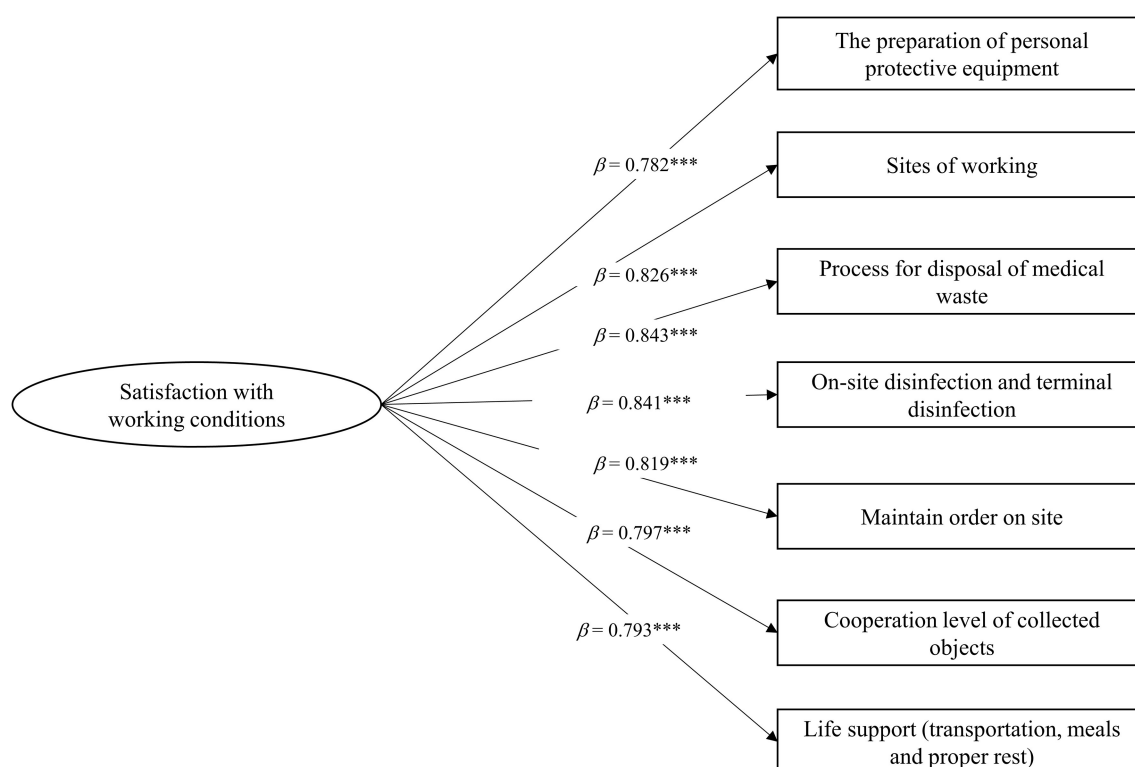 The preparation of personal
protective equipment
β = 0.782***
Sites of working
β = 0.826***
Process for disposal of medical
waste
β = 0.843***
Satisfaction with
working conditions
On-site disinfection and terminal
disinfection
β = 0.841***
β = 0.819***
Maintain order on site
β = 0.797***
Cooperation level of collected
objects
β = 0.793***
Life support (transportation, meals
and proper rest)